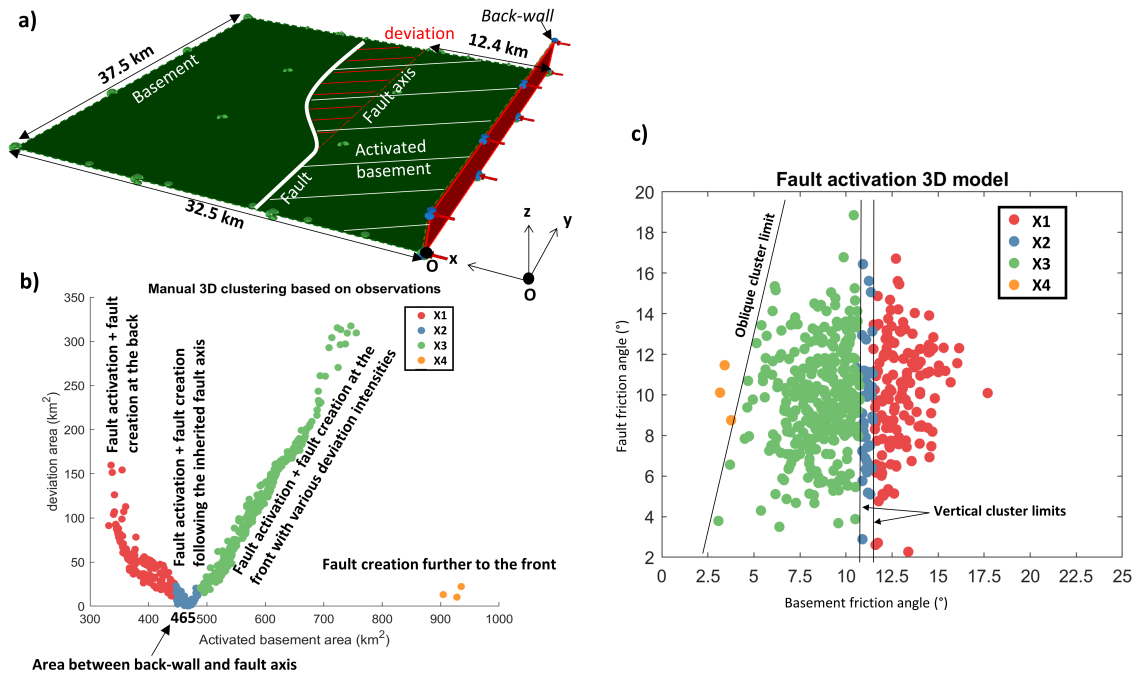 a)
Back-wall
deviation
12.4 km
37.5 km
Basement
Fault axis
Activated
basement
Fault
32.5 km
O
x
z
y
O
b)
Manual 3D clustering based on observations
350
300
250
200
150
100
50
0
deviation area (km2)
Fault activation + fault
creation at the back
Fault activation + fault creation
following the inherited fault axis
Fault activation + fault creation at the
front with various deviation intensities
X1
X2
X3
X4
Fault creation further to the front
300 400 465 500 600 700 800 900 1000
Activated basement area (km2)
Area between back-wall and fault axis
c)
Fault activation 3D model
20
18
16
14
12
10
8
6
4
2
Fault friction angle (°)
Oblique cluster limit
X1
X2
X3
X4
Vertical cluster limits
0 2.5 5 7.5 10 12.5 15 17.5 20 22.5 25
Basement friction angle (°)